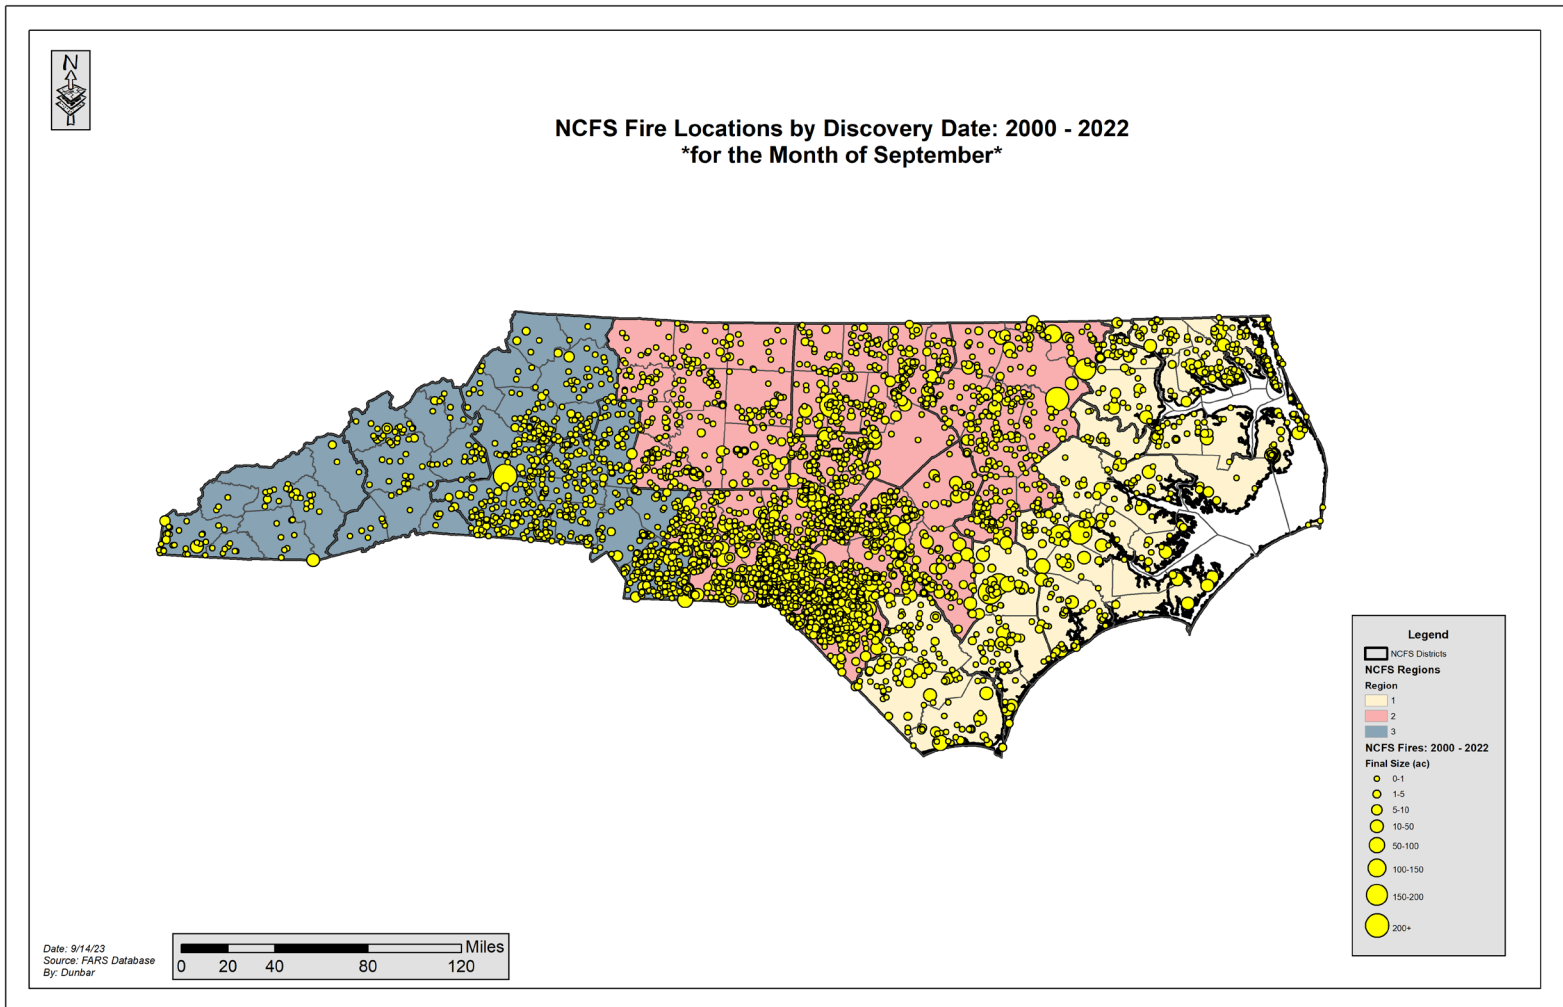 N
NCFS Fire Locations by Discovery Date: 2000 - 2022
*for the Month of September*
Legend
NCFS Districts
NCFS Regions
Region
1
2
3
NCFS Fires: 2000 - 2022
Final Size (ac)
0-1
1-5
5-10
10-50
50-100
100-150
150-200
200+
Date: 9/14/23
Source: FARS Database
By: Dunbar
Miles
0 20 40 80 120